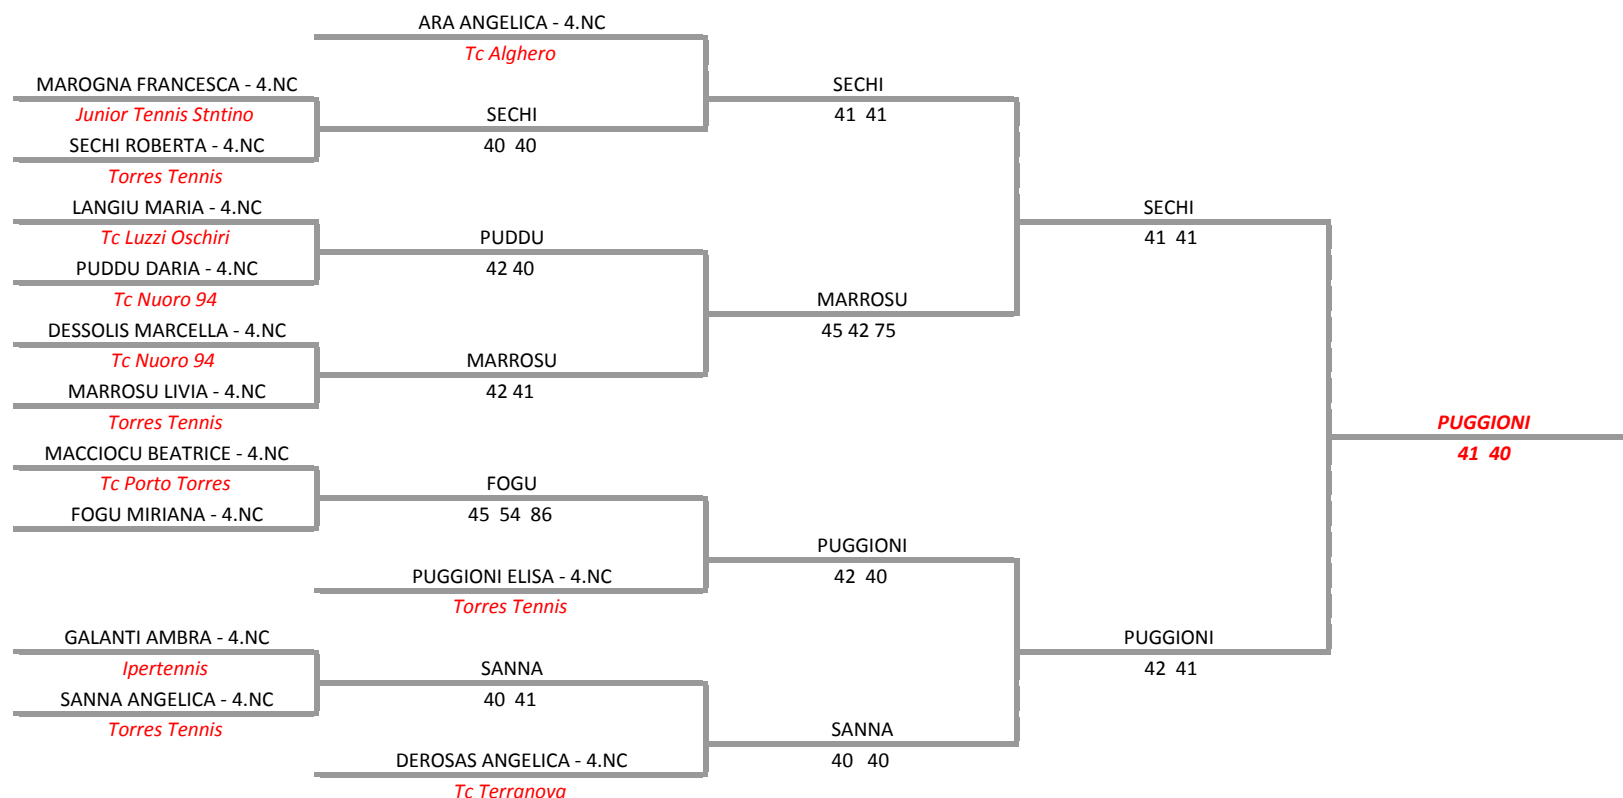 ARA ANGELICA - 4.NC
Tc Alghero
MAROGNA FRANCESCA - 4.NC
Junior Tennis Stntino
SECHI ROBERTA - 4.NC
Torres Tennis
SECHI
40 40
SECHI
41 41
LANGIU MARIA - 4.NC
Tc Luzzi Oschiri
PUDDU DARIA - 4.NC
Tc Nuoro 94
PUDDU
42 40
DESSOLIS MARCELLA - 4.NC
Tc Nuoro 94
MARROSU LIVIA - 4.NC
Torres Tennis
MARROSU
42 41
MARROSU
45 42 75
SECHI
41 41
MACCIOCU BEATRICE - 4.NC
Tc Porto Torres
FOGU MIRIANA - 4.NC
FOGU
45 54 86
PUGGIONI ELISA - 4.NC
Torres Tennis
PUGGIONI
42 40
GALANTI AMBRA - 4.NC
Ipertennis
SANNA ANGELICA - 4.NC
Torres Tennis
SANNA
40 41
DEROSAS ANGELICA - 4.NC
Tc Terranova
SANNA
40 40
PUGGIONI
42 41
PUGGIONI
41 40